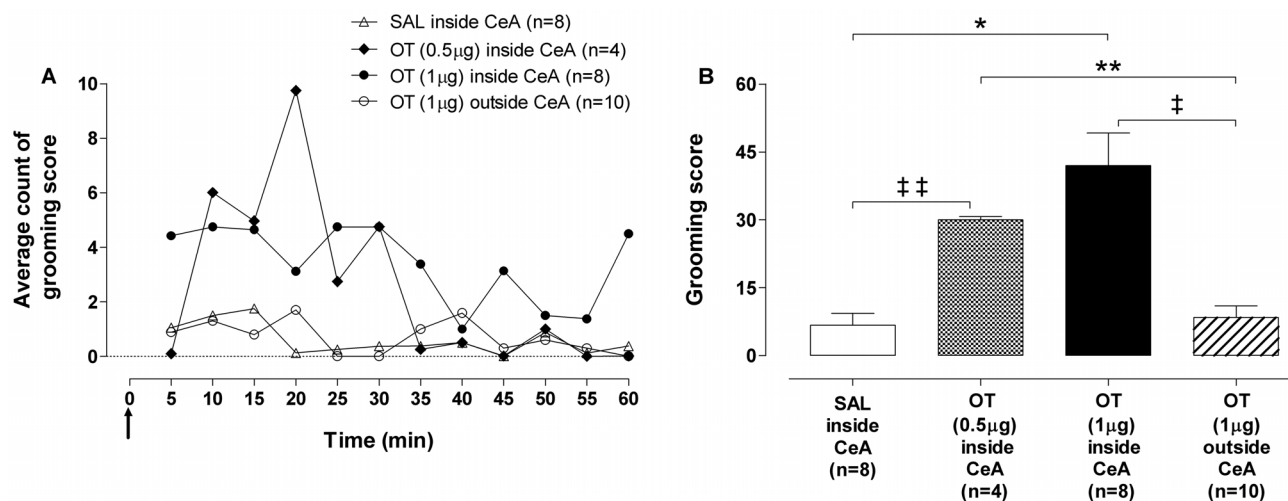 SAL inside CeA (n=8)
OT (0.5μg) inside CeA (n=4)
OT (1μg) inside CeA (n=8)
OT (1μg) outside CeA (n=10)
A
Average count of
grooming score
10
8
6
4
2
0
0 5 10 15 20 25 30 35 40 45 50 55 60
Time (min)
B
Grooming score
60
45
30
15
0
*
**
‡
‡ ‡
SAL
inside
CeA
(n=8)
OT
(0.5μg)
inside
CeA
(n=4)
OT
(1μg)
inside
CeA
(n=8)
OT
(1μg)
outside
CeA
(n=10)